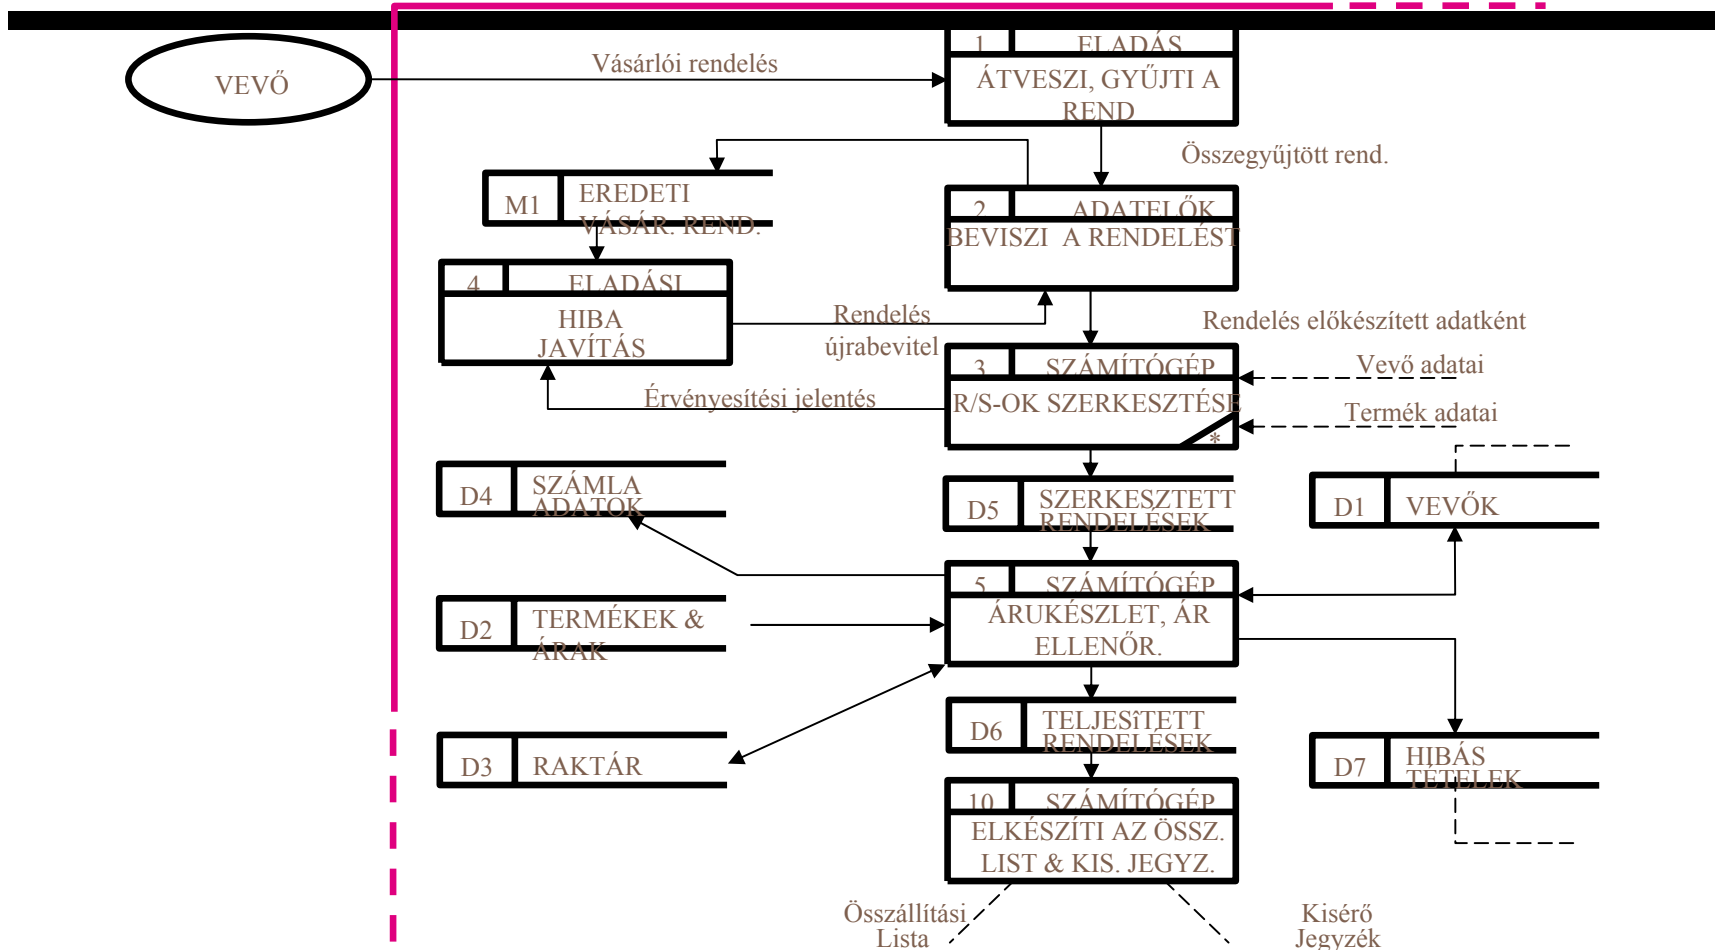 1 ELADÁS
VEVŐ
Vásárlói rendelés
ÁTVESZI, GYŰJTI A
REND
Összegyűjtött rend.
M1 EREDETI
VÁSÁR. REND.
2 ADATELŐK
BEVISZI A RENDELÉST
4 ELADÁSI
HIBA
JAVÍTÁS
Rendelés
újrabevitel
Rendelés előkészített adatként
3 SZÁMÍTÓGÉP
Vevő adatai
R/S-OK SZERKESZTÉSE
Érvényesítési jelentés
Termék adatai
*
D4 SZÁMLA
ADATOK
D5 SZERKESZTETT
RENDELÉSEK
D1 VEVŐK
5 SZÁMÍTÓGÉP
ÁRUKÉSZLET, ÁR
ELLENŐR.
D2 TERMÉKEK &
ÁRAK
D6 TELJESîTETT
RENDELÉSEK
D3 RAKTÁR
D7 HIBÁS
TÉTELEK
10 SZÁMÍTÓGÉP
ELKÉSZÍTI AZ ÖSSZ.
LIST & KIS. JEGYZ.
Összállítási
Lista
Kisérő
Jegyzék